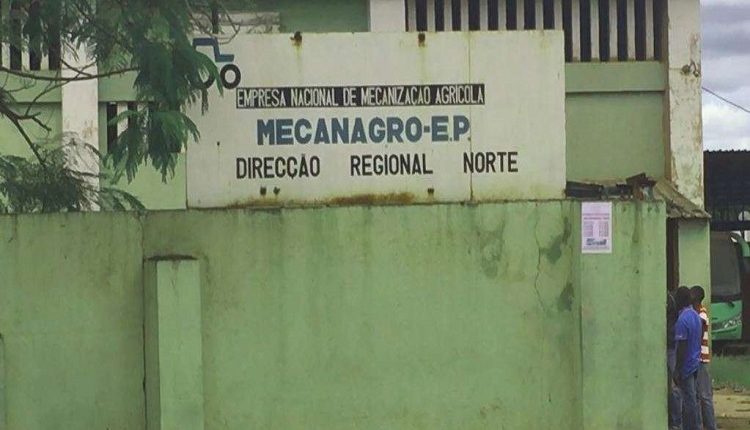 EMPRESA NACIONAL DE MECANIZAÇÃO AGRÍCOLA
MECANAGRO-E.P
DIRECÇÃO REGIONAL NORTE